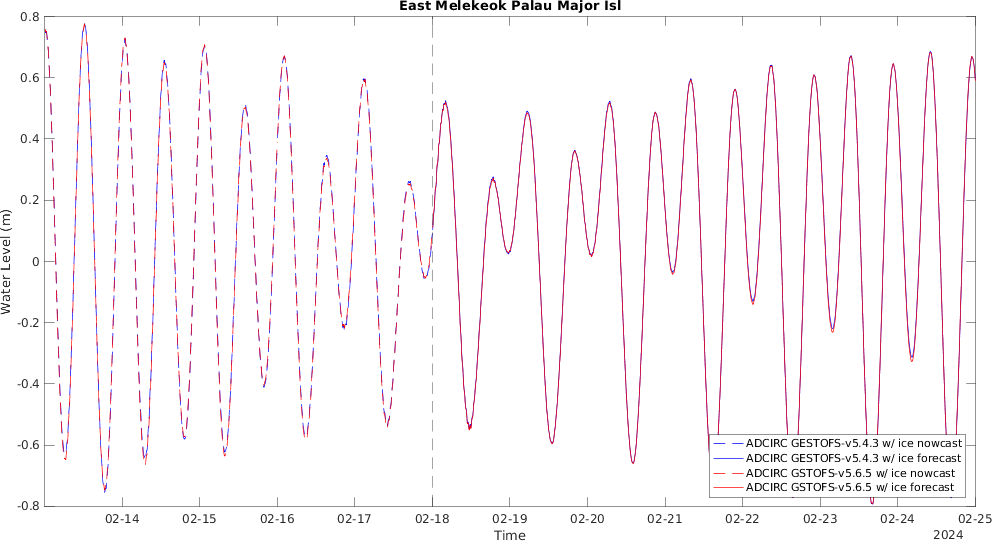 East Melekeok Palau Major Isl
0.8
0.6
0.4
0.2
0
-0.2
-0.4
-0.6
-0.8
Water Level (m)
ADCIRC GESTOFS-v5.4.3 w/ ice nowcast
ADCIRC GESTOFS-v5.4.3 w/ ice forecast
ADCIRC GSTOFS-v5.6.5 w/ ice nowcast
ADCIRC GSTOFS-v5.6.5 w/ ice forecast
02-14 02-15 02-16 02-17 02-18 02-19 02-20 02-21 02-22 02-23 02-24 02-25
Time
2024